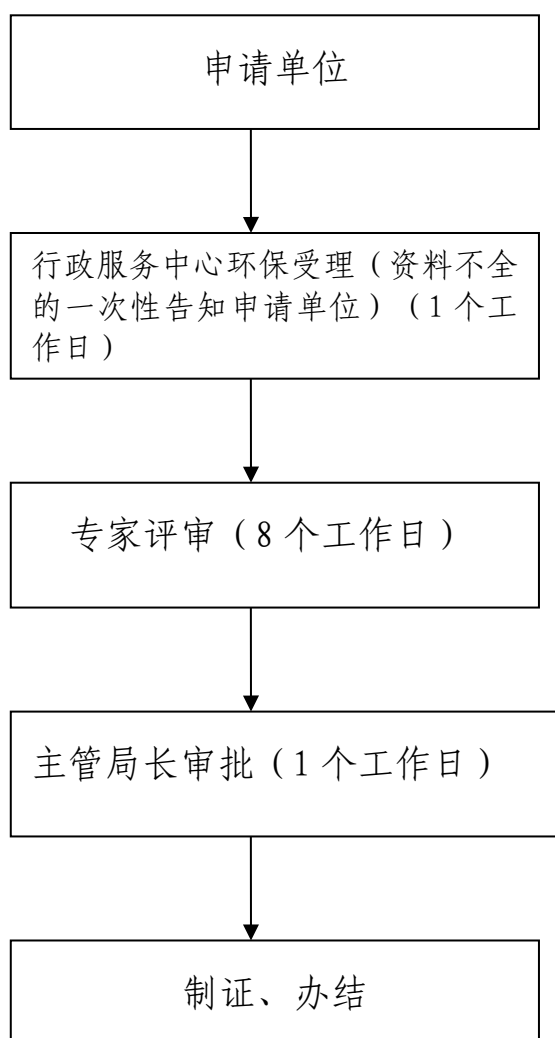 申请单位
行政服务中心环保受理（资料不全
的一次性告知申请单位）（1个工
作日）
专家评审（8个工作日）
主管局长审批（1个工作日）
制证、办结